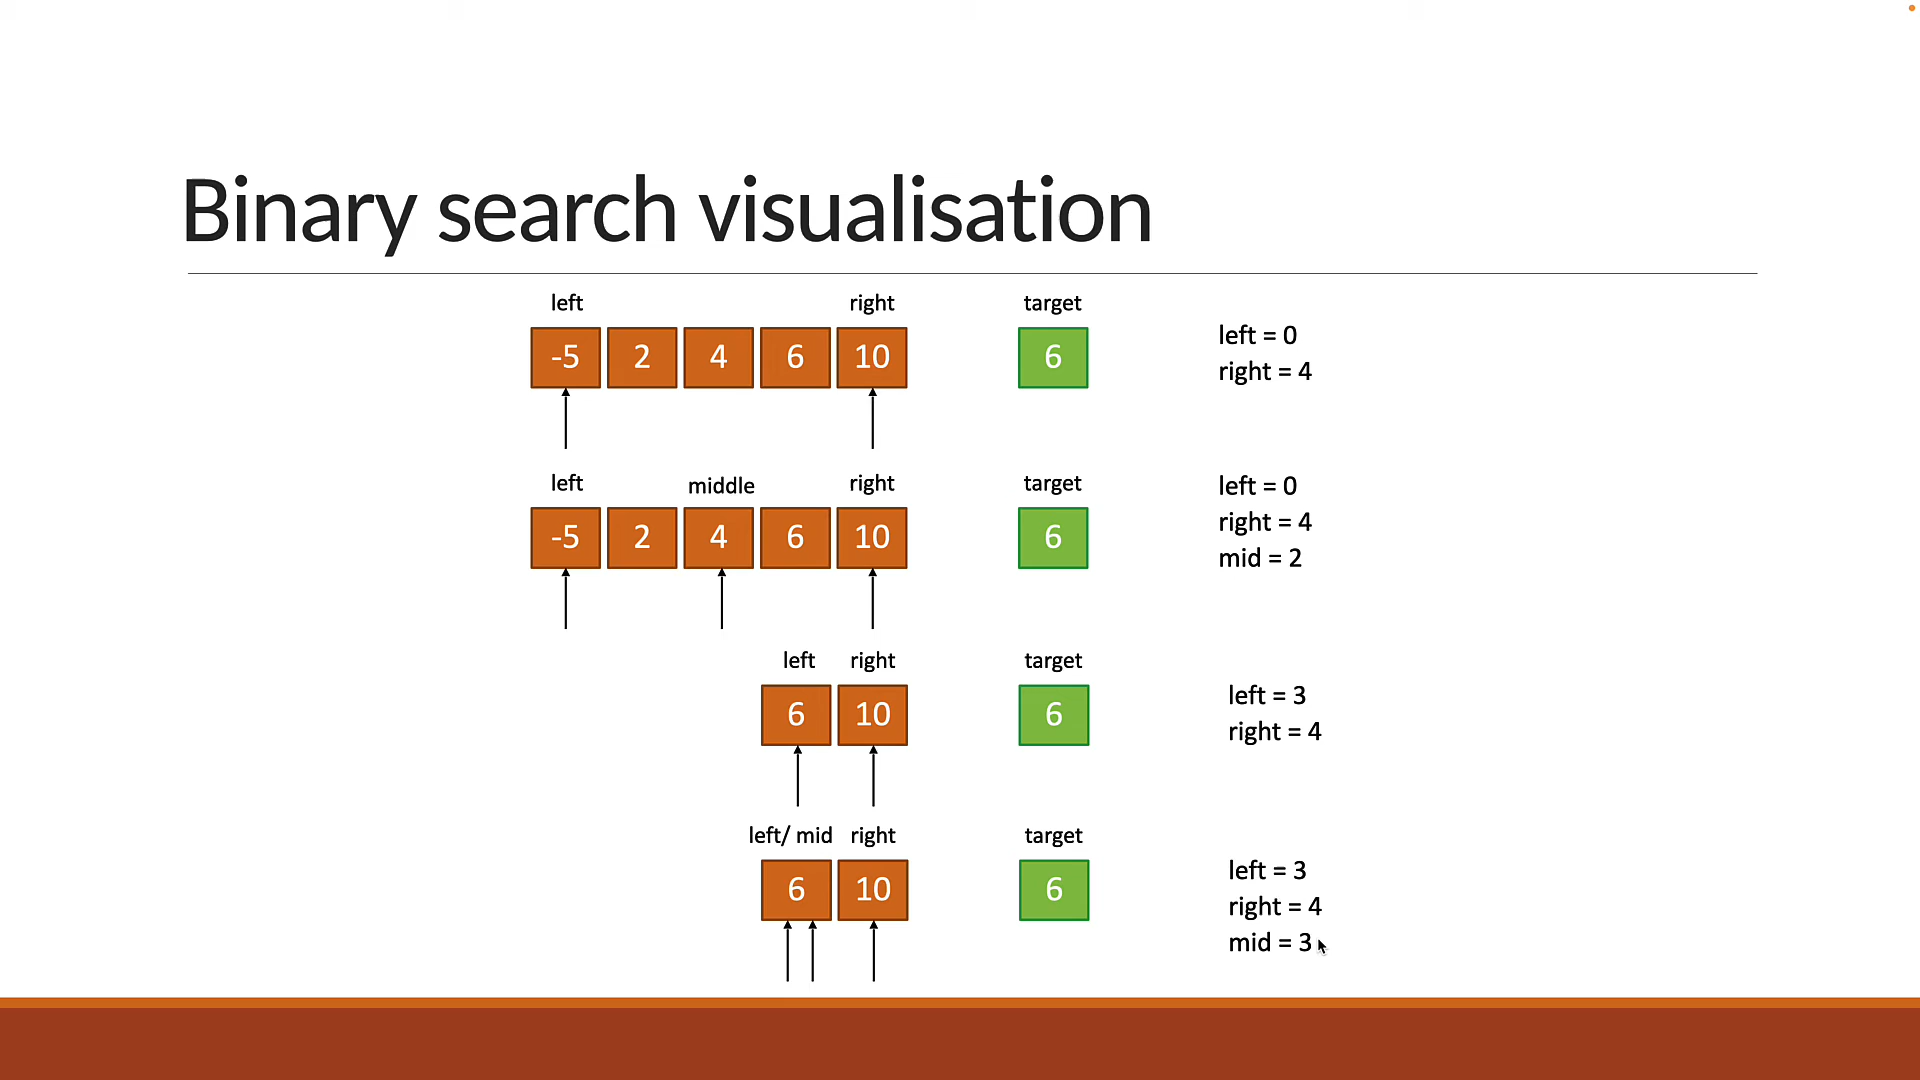 Binary search visualisation
left right target
-5 2 4 6 10 6
left = 0
right = 4
left middle right target
-5 2 4 6 10 6
left = 0
right = 4
mid = 2
left right target
6 10 6
left = 3
right = 4
left/ mid right target
6 10 6
left = 3
right = 4
mid = 3